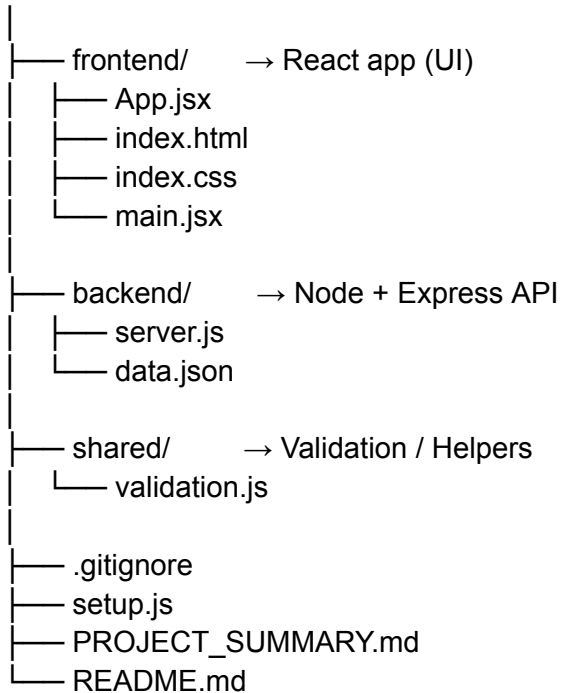 │
├── frontend/ → React app (UI)
│ ├── App.jsx
│ ├── index.html
│ ├── index.css
│ └── main.jsx
│
├── backend/ → Node + Express API
│ ├── server.js
│ └── data.json
│
├── shared/ → Validation / Helpers
│ └── validation.js
│
├── .gitignore
├── setup.js
├── PROJECT_SUMMARY.md
└── README.md